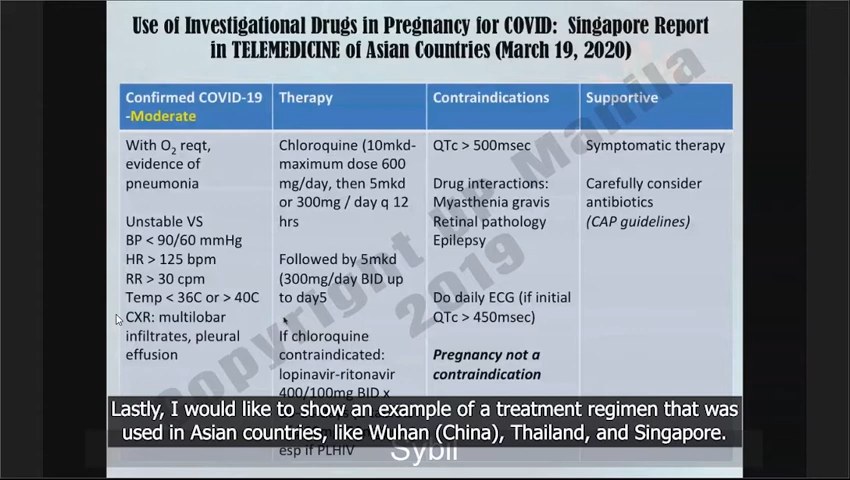 Use of Investigational Drugs in Pregnancy for COVID: Singapore Report
in TELEMEDICINE of Asian Countries (March 19, 2020)
Confirmed COVID-19
-Moderate
With O2 reqt,
evidence of
pneumonia
Unstable VS
BP < 90/60 mmHg
HR > 125 bpm
RR > 30 cpm
Temp < 36C or > 40C
CXR: multilobar
infiltrates, pleural
effusion
Therapy
Chloroquine (10mkd-
maximum dose 600
mg/day, then 5mkd
or 300mg / day q 12
hrs
Followed by 5mkd
(300mg/day BID up
to day5
If chloroquine
contraindicated:
lopinavir-ritonavir
400/100mg BID x
esp if PLHIV
Contraindications
QTc > 500msec
Drug interactions:
Myasthenia gravis
Retinal pathology
Epilepsy
Do daily ECG (if initial
QTc > 450msec)
Pregnancy not a
contraindication
Supportive
Symptomatic therapy
Carefully consider
antibiotics
(CAP guidelines)
Copyright UP Manila
2019
Lastly, I would like to show an example of a treatment regimen that was
used in Asian countries, like Wuhan (China), Thailand, and Singapore.
Sybil